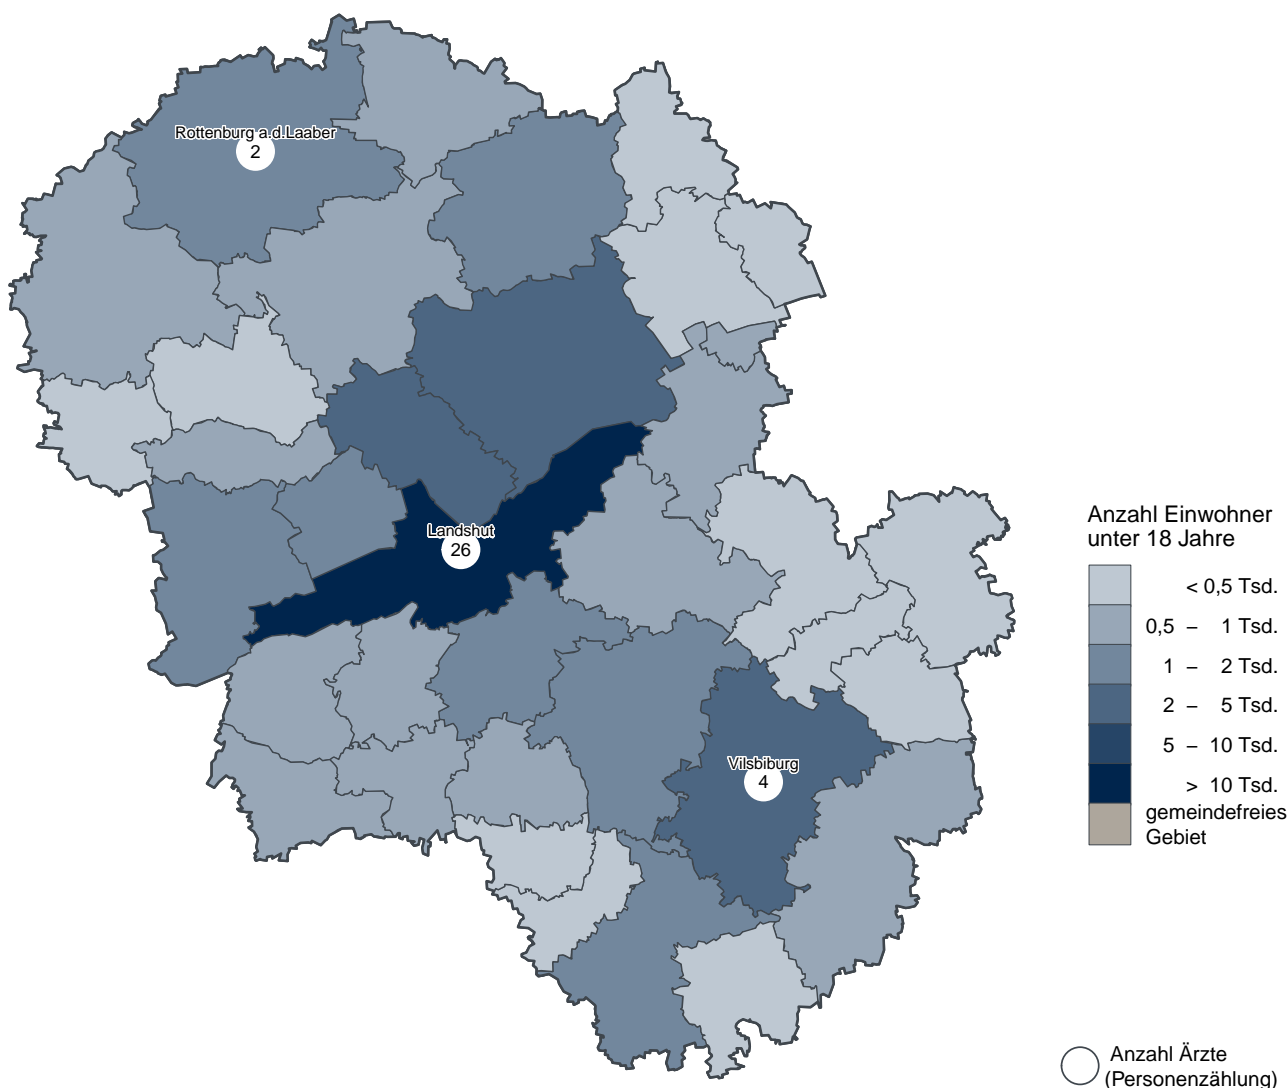 Rottenburg a.d.Laaber
2
Landshut
26
Vilsbiburg
4
Anzahl Einwohner
unter 18 Jahre
< 0,5 Tsd.
0,5 – 1 Tsd.
1 – 2 Tsd.
2 – 5 Tsd.
5 – 10 Tsd.
> 10 Tsd.
gemeindefreies
Gebiet
Anzahl Ärzte
(Personenzählung)